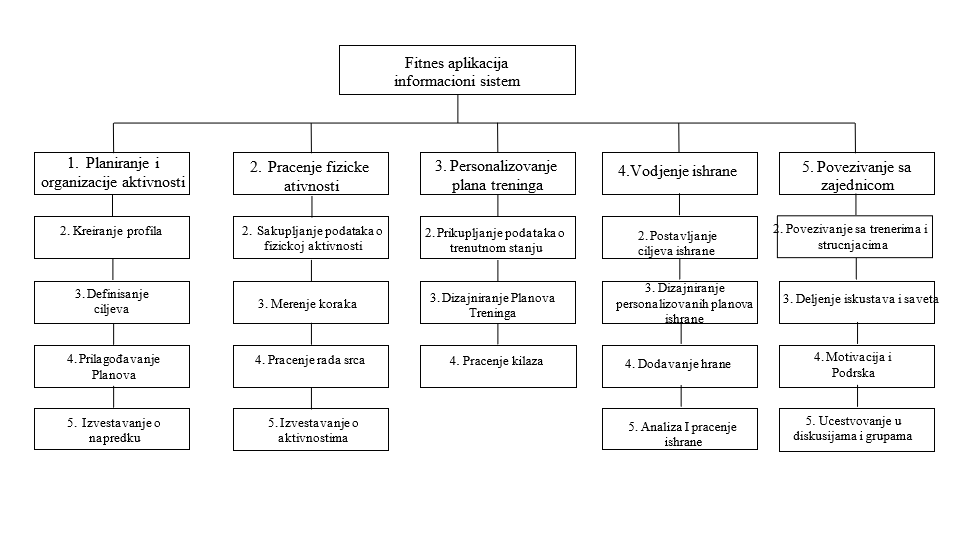 Fitnes aplikacija
informacioni sistem
1. Planiranje i
organizacije aktivnosti
2. Kreiranje profila
3. Definisanje
ciljeva
4. Prilagođavanje
Planova
5. Izvestavanje o
napredku
2. Pracenje fizicke
ativnosti
2. Sakupljanje podataka o
fizickoj aktivnosti
3. Merenje koraka
4. Pracenje rada srca
5. Izvestavanje o
aktivnostima
3. Personalizovanje
plana treninga
2. Prikupljanje podataka o
trenutnom stanju
3. Dizajniranje Planova
Treninga
4. Pracenje kilaza
4.Vodjenje ishrane
2. Postavljanje
ciljeva ishrane
3. Dizajniranje
personalizovanih planova
ishrane
4. Dodavanje hrane
5. Analiza I pracenje
ishrane
5. Povezivanje sa
zajednicom
2. Povezivanje sa trenerima i
strucnjacima
3. Deljenje iskustava i saveta
4. Motivacija i
Podrska
5. Ucestvovanje u
diskusijama i grupama